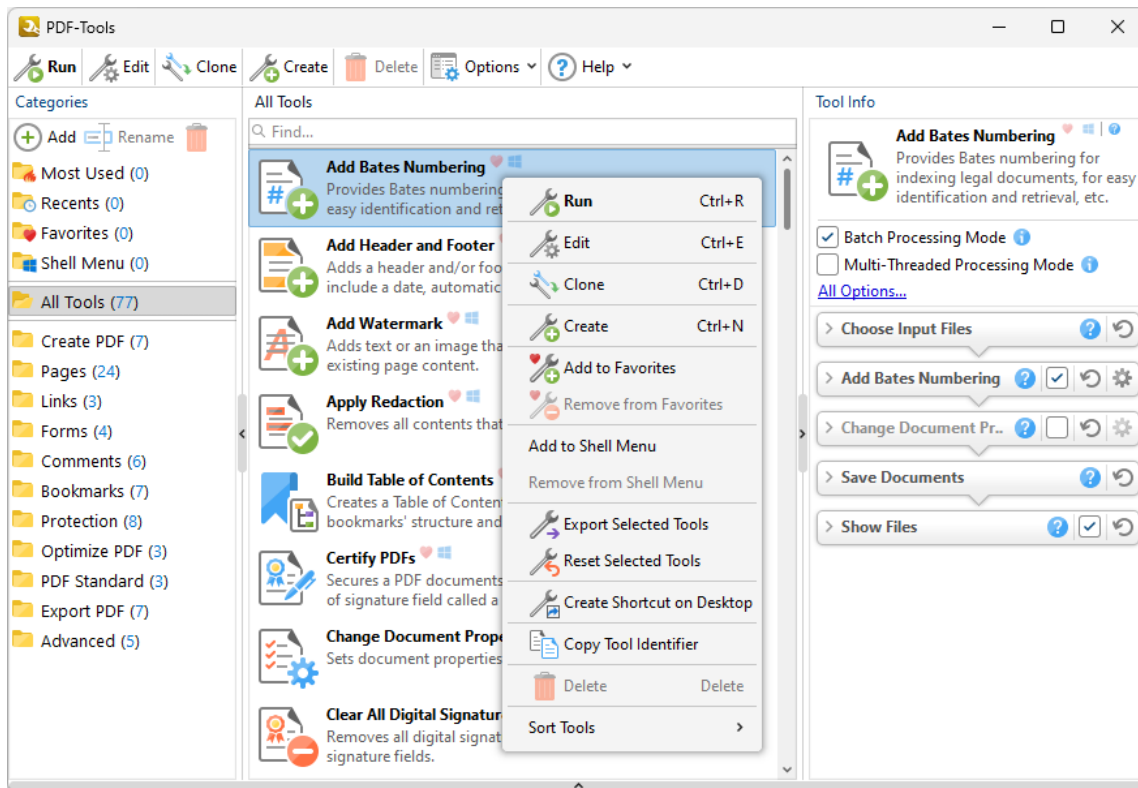 PDF-Tools
Run Edit Clone Create Delete Options Help
Categories
Add Rename
Most Used (0)
Recents (0)
Favorites (0)
Shell Menu (0)
All Tools (77)
Create PDF (7)
Pages (24)
Links (3)
Forms (4)
Comments (6)
Bookmarks (7)
Protection (8)
Optimize PDF (3)
PDF Standard (3)
Export PDF (7)
Advanced (5)
All Tools
Find...
Add Bates Numbering
Provides Bates numbering
easy identification and ret
Add Header and Footer
Adds a header and/or foo
include a date, automatic
Add Watermark
Adds text or an image tha
existing page content.
Apply Redaction
Removes all contents that
Build Table of Contents
Creates a Table of Conten
bookmarks' structure and
Certify PDFs
Secures a PDF documents
of signature field called a
Change Document Prope
Sets document properties
Clear All Digital Signatur
Removes all digital signat
signature fields.
Run Ctrl+R
Edit Ctrl+E
Clone Ctrl+D
Create Ctrl+N
Add to Favorites
Remove from Favorites
Add to Shell Menu
Remove from Shell Menu
Export Selected Tools
Reset Selected Tools
Create Shortcut on Desktop
Copy Tool Identifier
Delete Delete
Sort Tools
Tool Info
Add Bates Numbering
Provides Bates numbering for
indexing legal documents, for easy
identification and retrieval, etc.
Batch Processing Mode
Multi-Threaded Processing Mode
All Options...
Choose Input Files
Add Bates Numbering
Change Document Pr..
Save Documents
Show Files